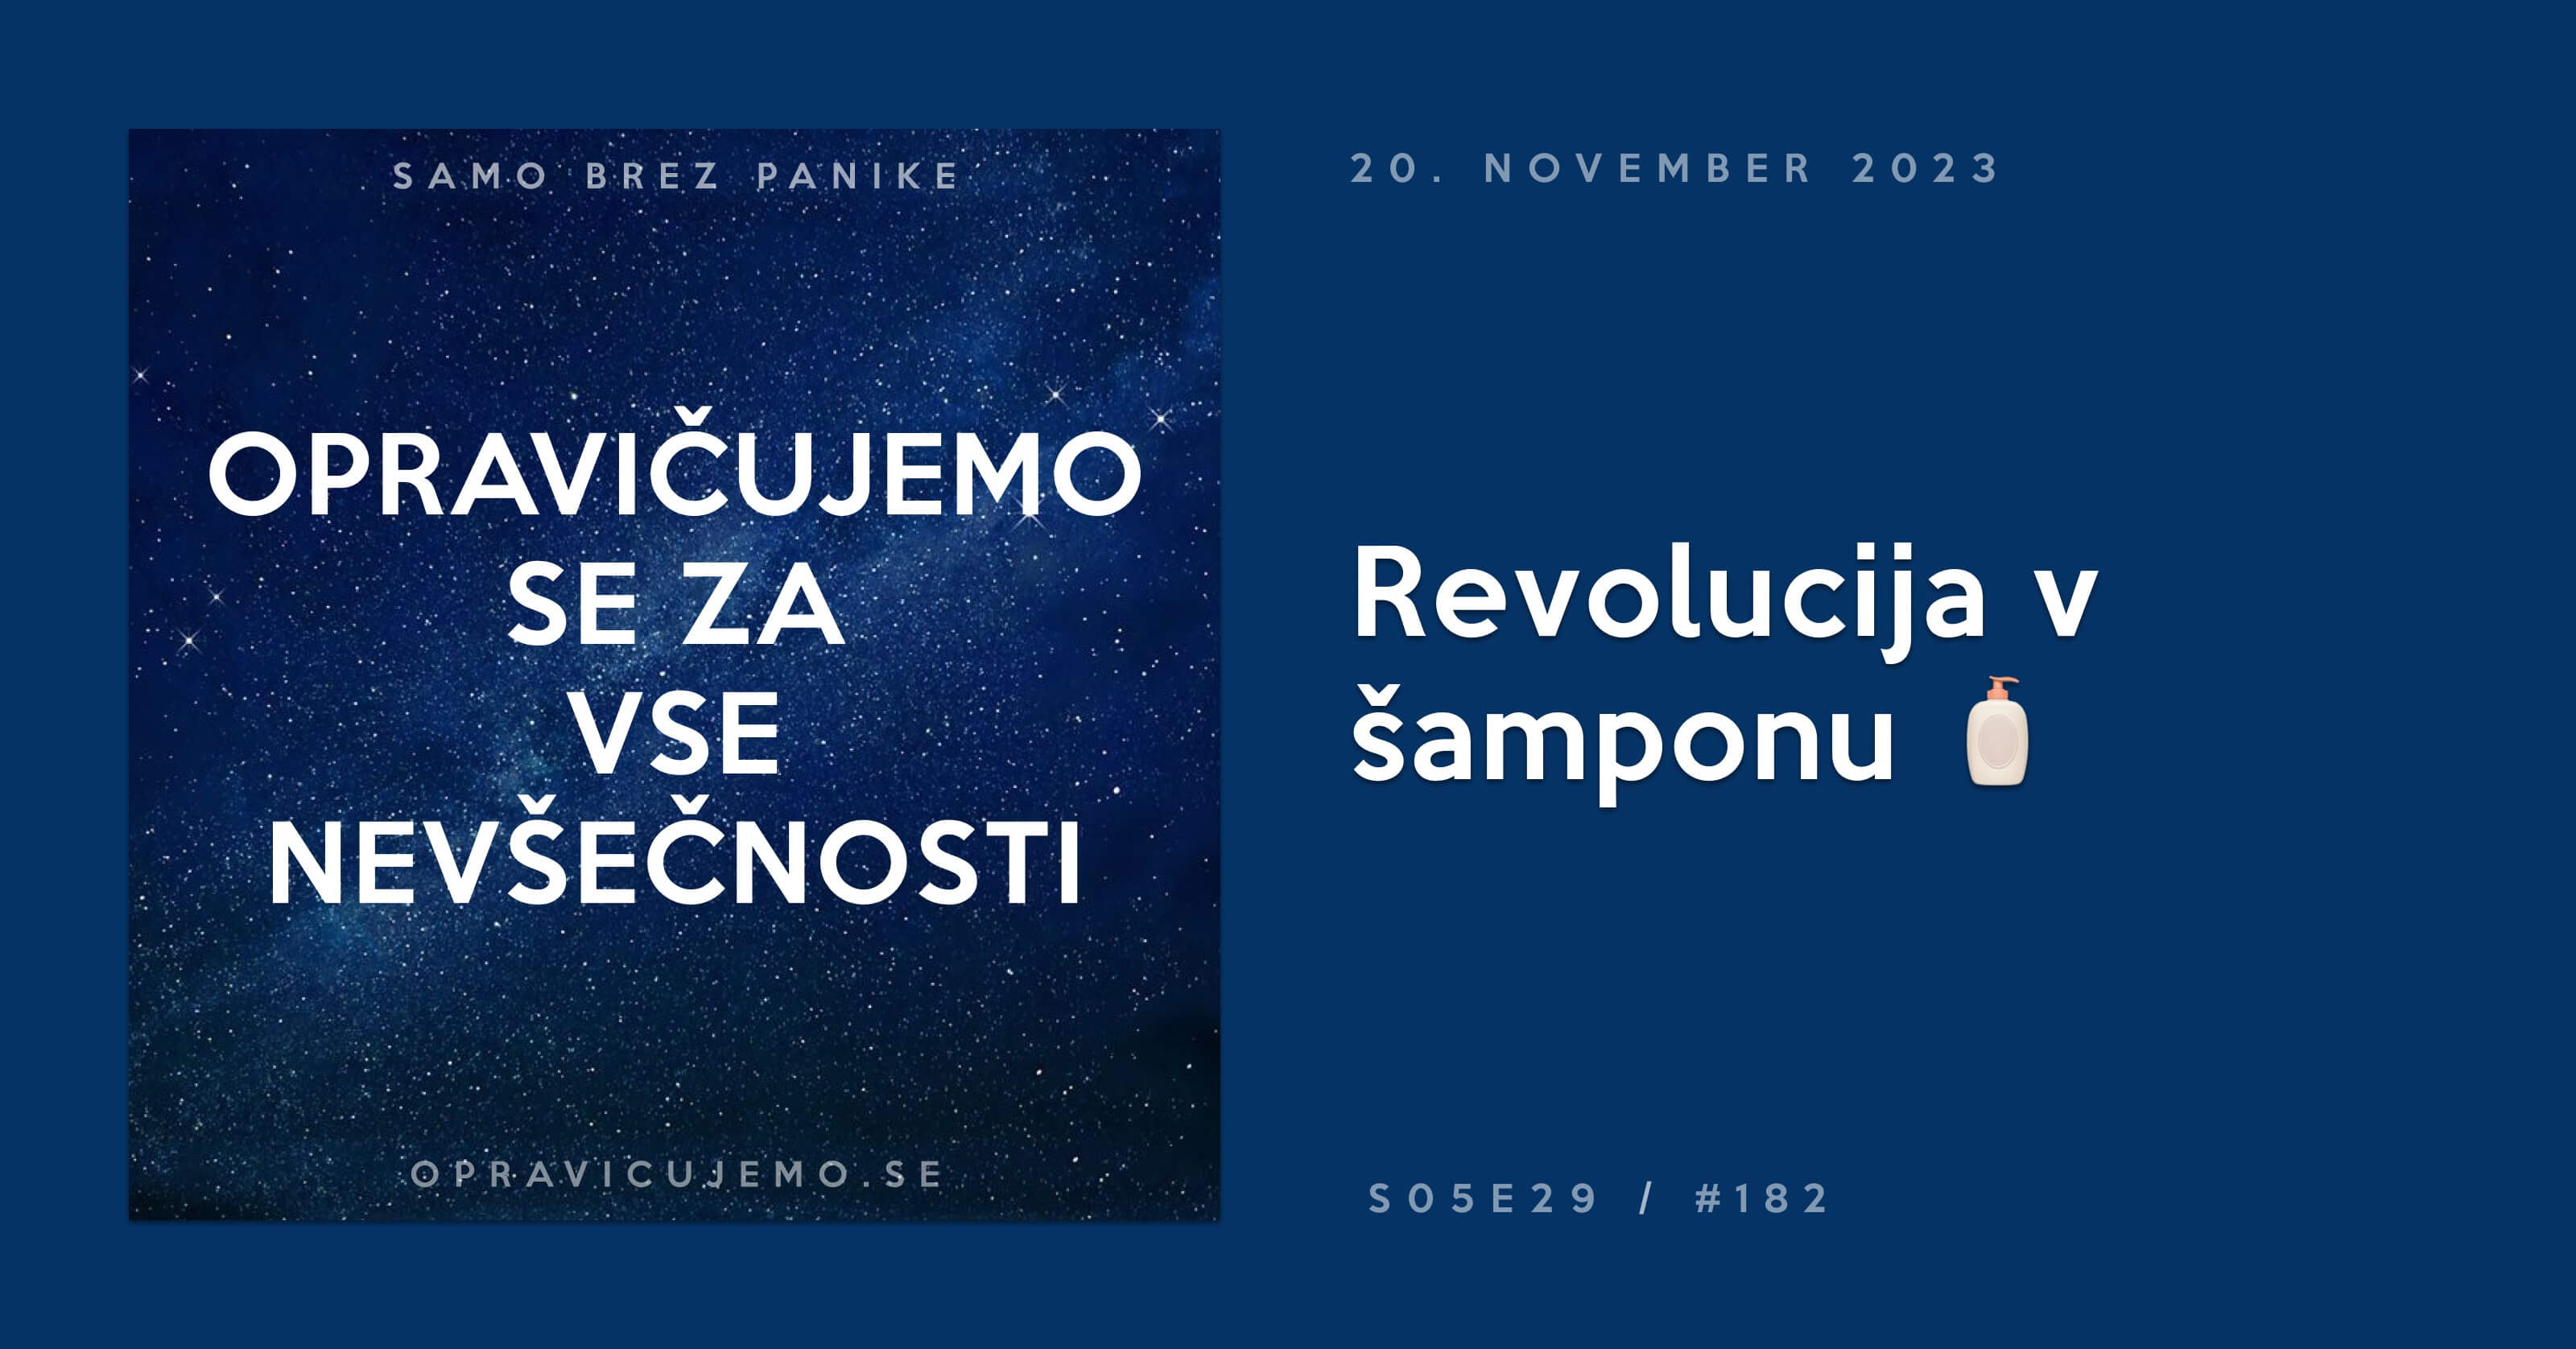 SAMO BREZ PANIKE
OPRAVIČUJEMO
SE ZA
VSE
NEVŠEČNOSTI
OPRAVICUJEMO.SE
20. NOVEMBER 2023
Revolucija v
šamponu 🧴
S05E29 / #182